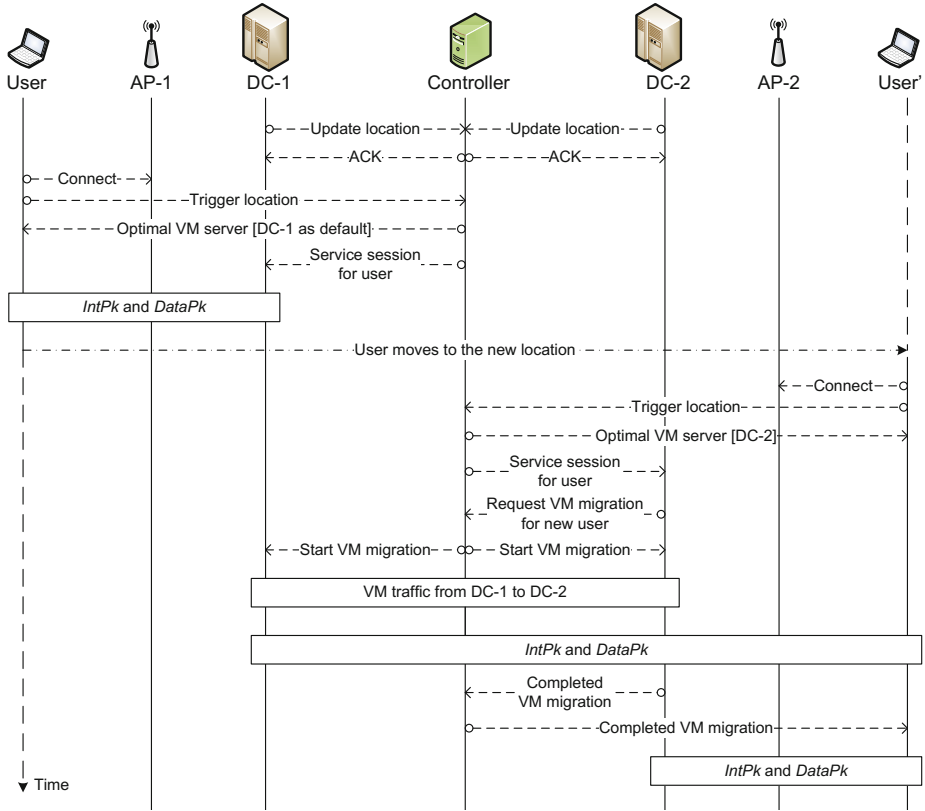 User
AP-1
DC-1
Controller
DC-2
AP-2
User'
Update location
Update location
ACK
ACK
Connect
Trigger location
Optimal VM server [DC-1 as default]
Service session
for user
IntPk and DataPk
User moves to the new location
Connect
Trigger location
Optimal VM server [DC-2]
Service session
for user
Request VM migration
for new user
Start VM migration
Start VM migration
VM traffic from DC-1 to DC-2
IntPk and DataPk
Completed
VM migration
Completed VM migration
IntPk and DataPk
Time